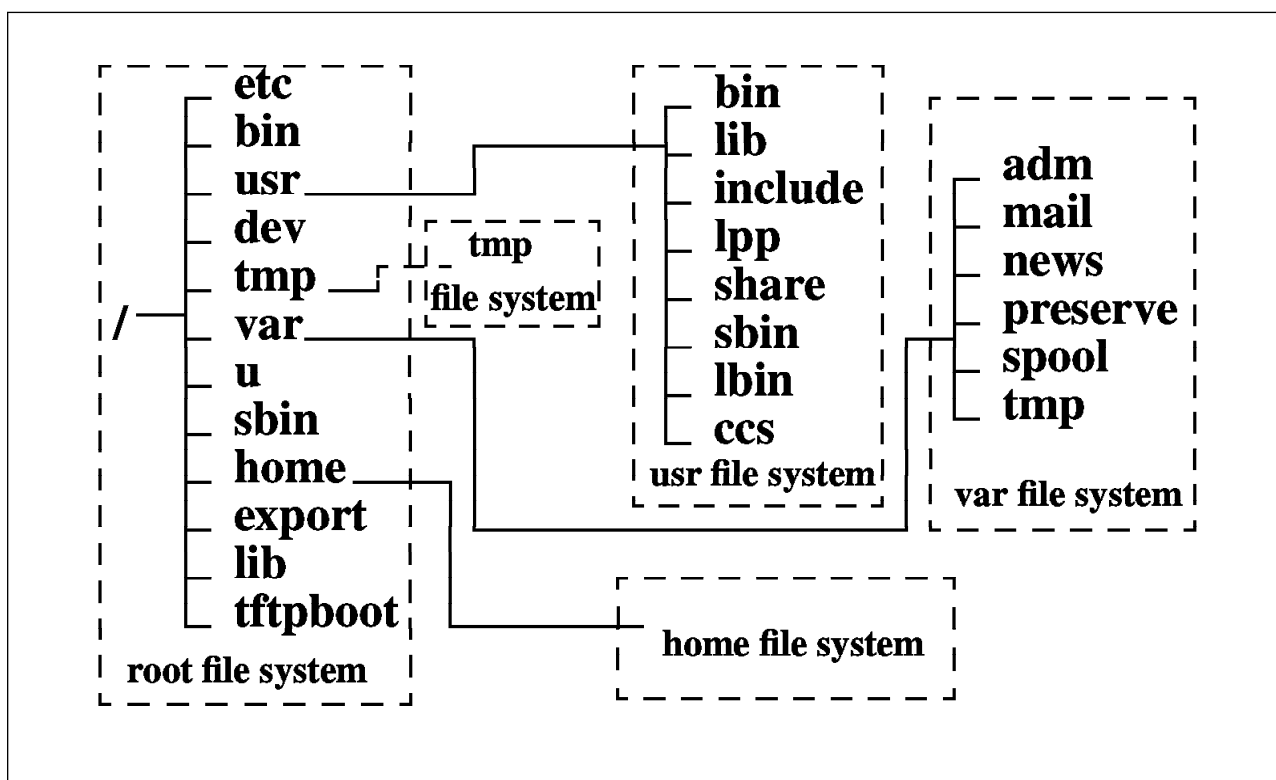 /
etc
bin
usr
dev
tmp
var
u
sbin
home
export
lib
tftpboot
root file system
tmp
file system
bin
lib
include
lpp
share
sbin
lbin
ccs
usr file system
adm
mail
news
preserve
spool
tmp
var file system
home file system